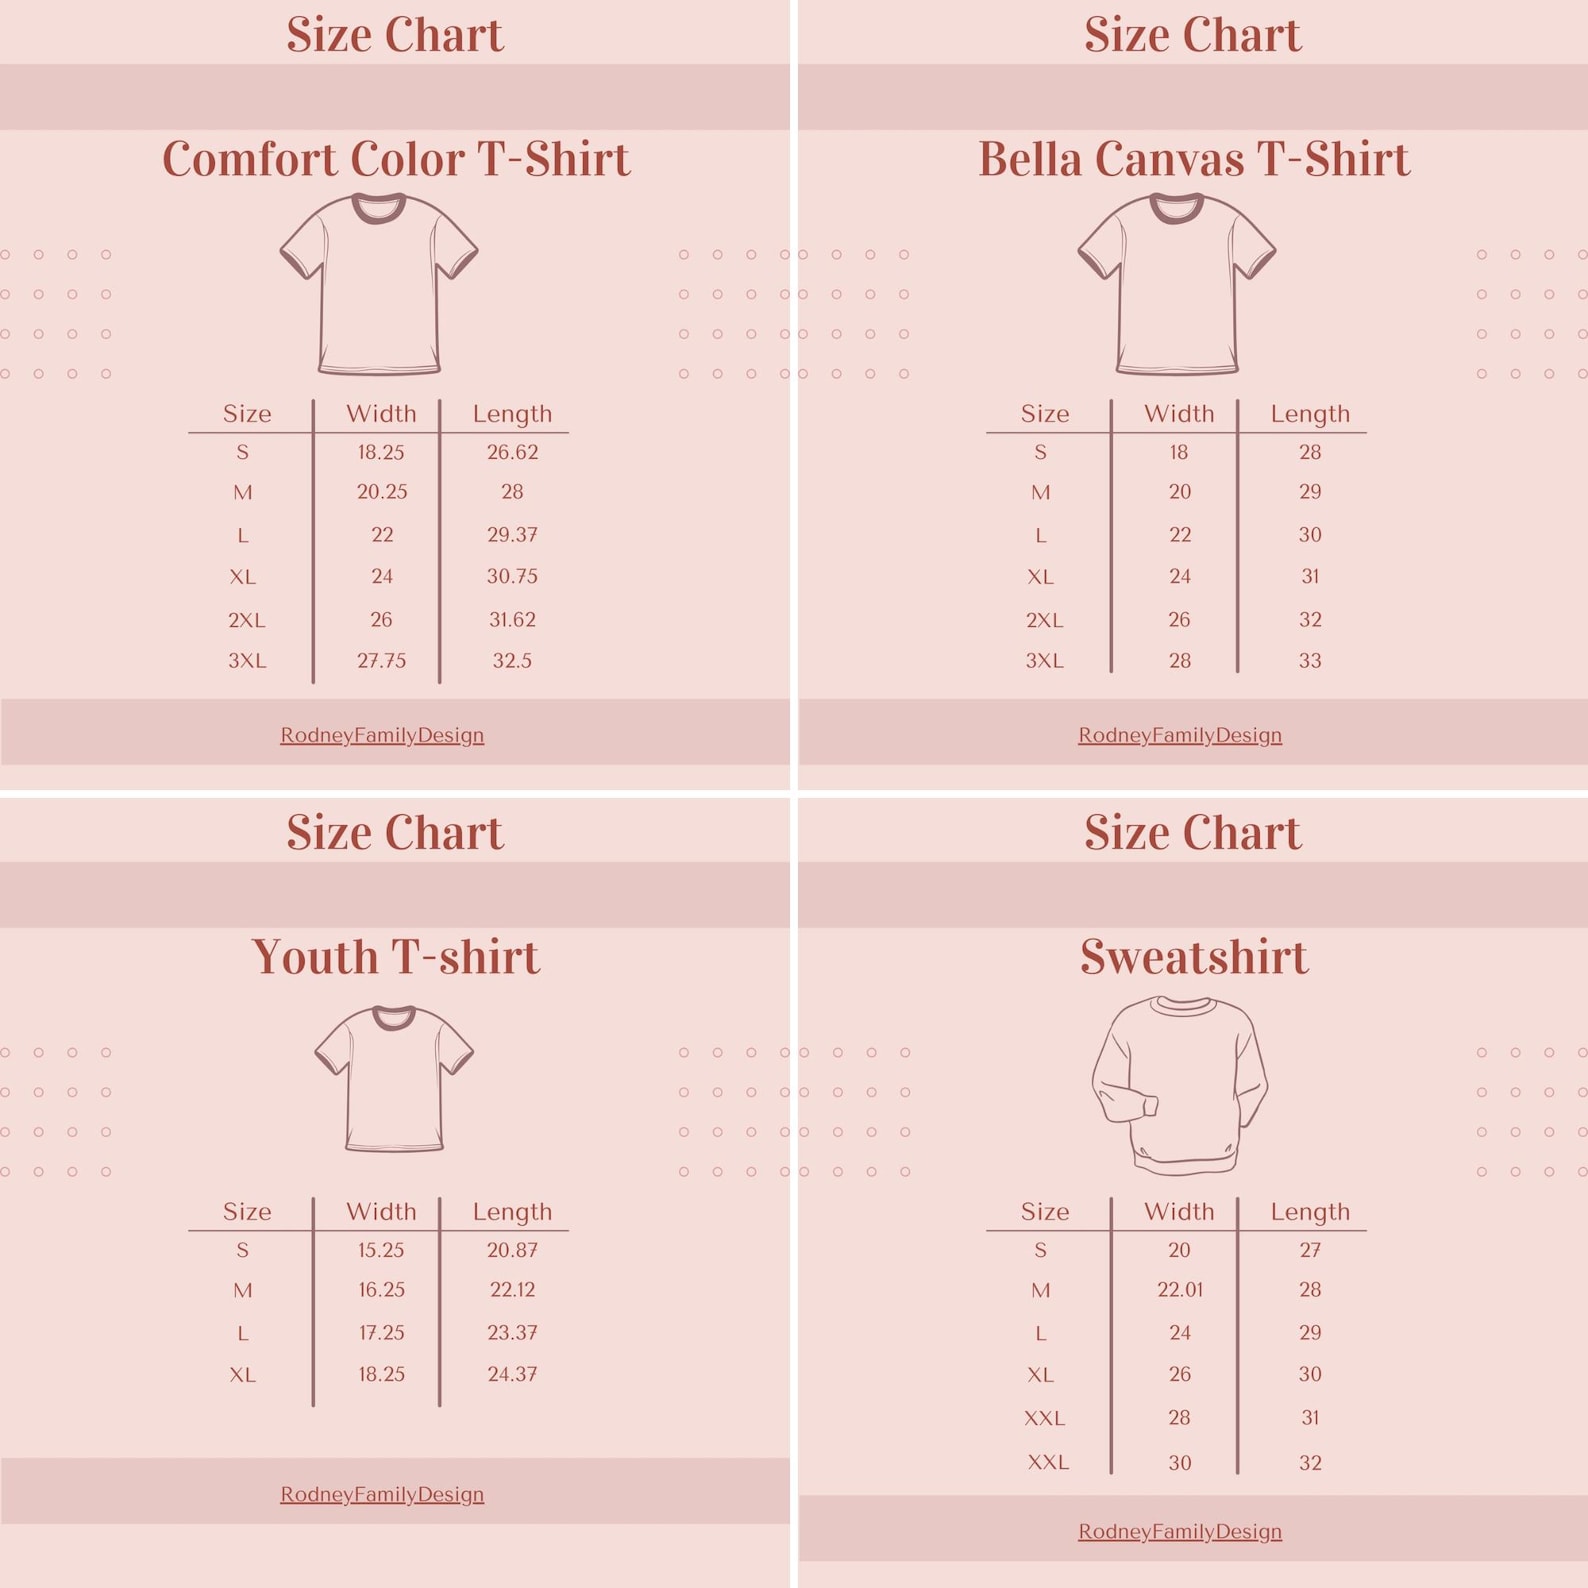 Size Chart
Comfort Color T-Shirt
Size Width Length
S 18.25 26.62
M 20.25 28
L 22 29.37
XL 24 30.75
2XL 26 31.62
3XL 27.75 32.5
RodneyFamilyDesign
Size Chart
Bella Canvas T-Shirt
Size Width Length
S 18 28
M 20 29
L 22 30
XL 24 31
2XL 26 32
3XL 28 33
RodneyFamilyDesign
Size Chart
Youth T-shirt
Size Width Length
S 15.25 20.87
M 16.25 22.12
L 17.25 23.37
XL 18.25 24.37
RodneyFamilyDesign
Size Chart
Sweatshirt
Size Width Length
S 20 27
M 22.01 28
L 24 29
XL 26 30
XXL 28 31
XXL 30 32
RodneyFamilyDesign